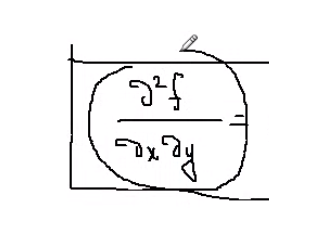 ∂²f
∂x∂y =